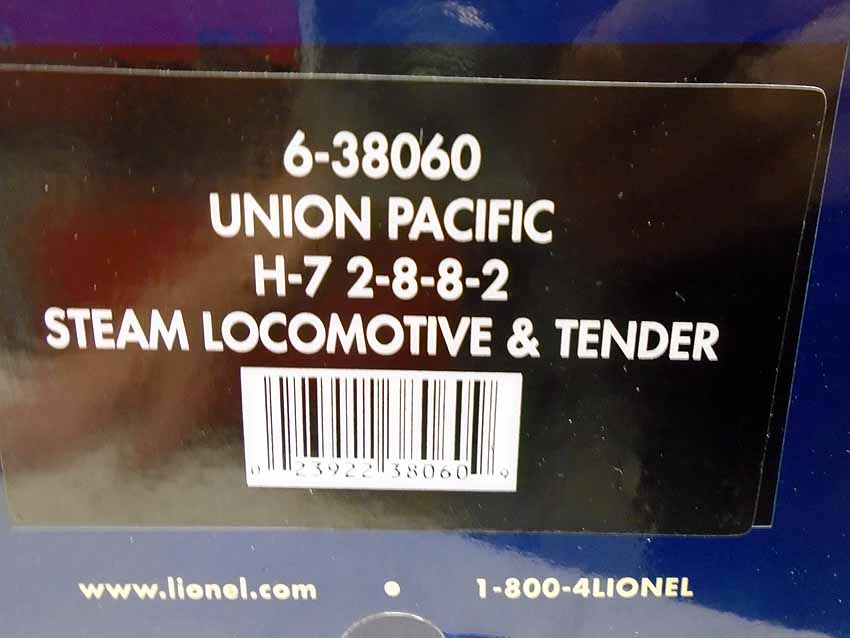 6-38060
UNION PACIFIC
H-7 2-8-8-2
STEAM LOCOMOTIVE & TENDER
0 23922 38060 9
www.lionel.com • 1-800-4LIONEL